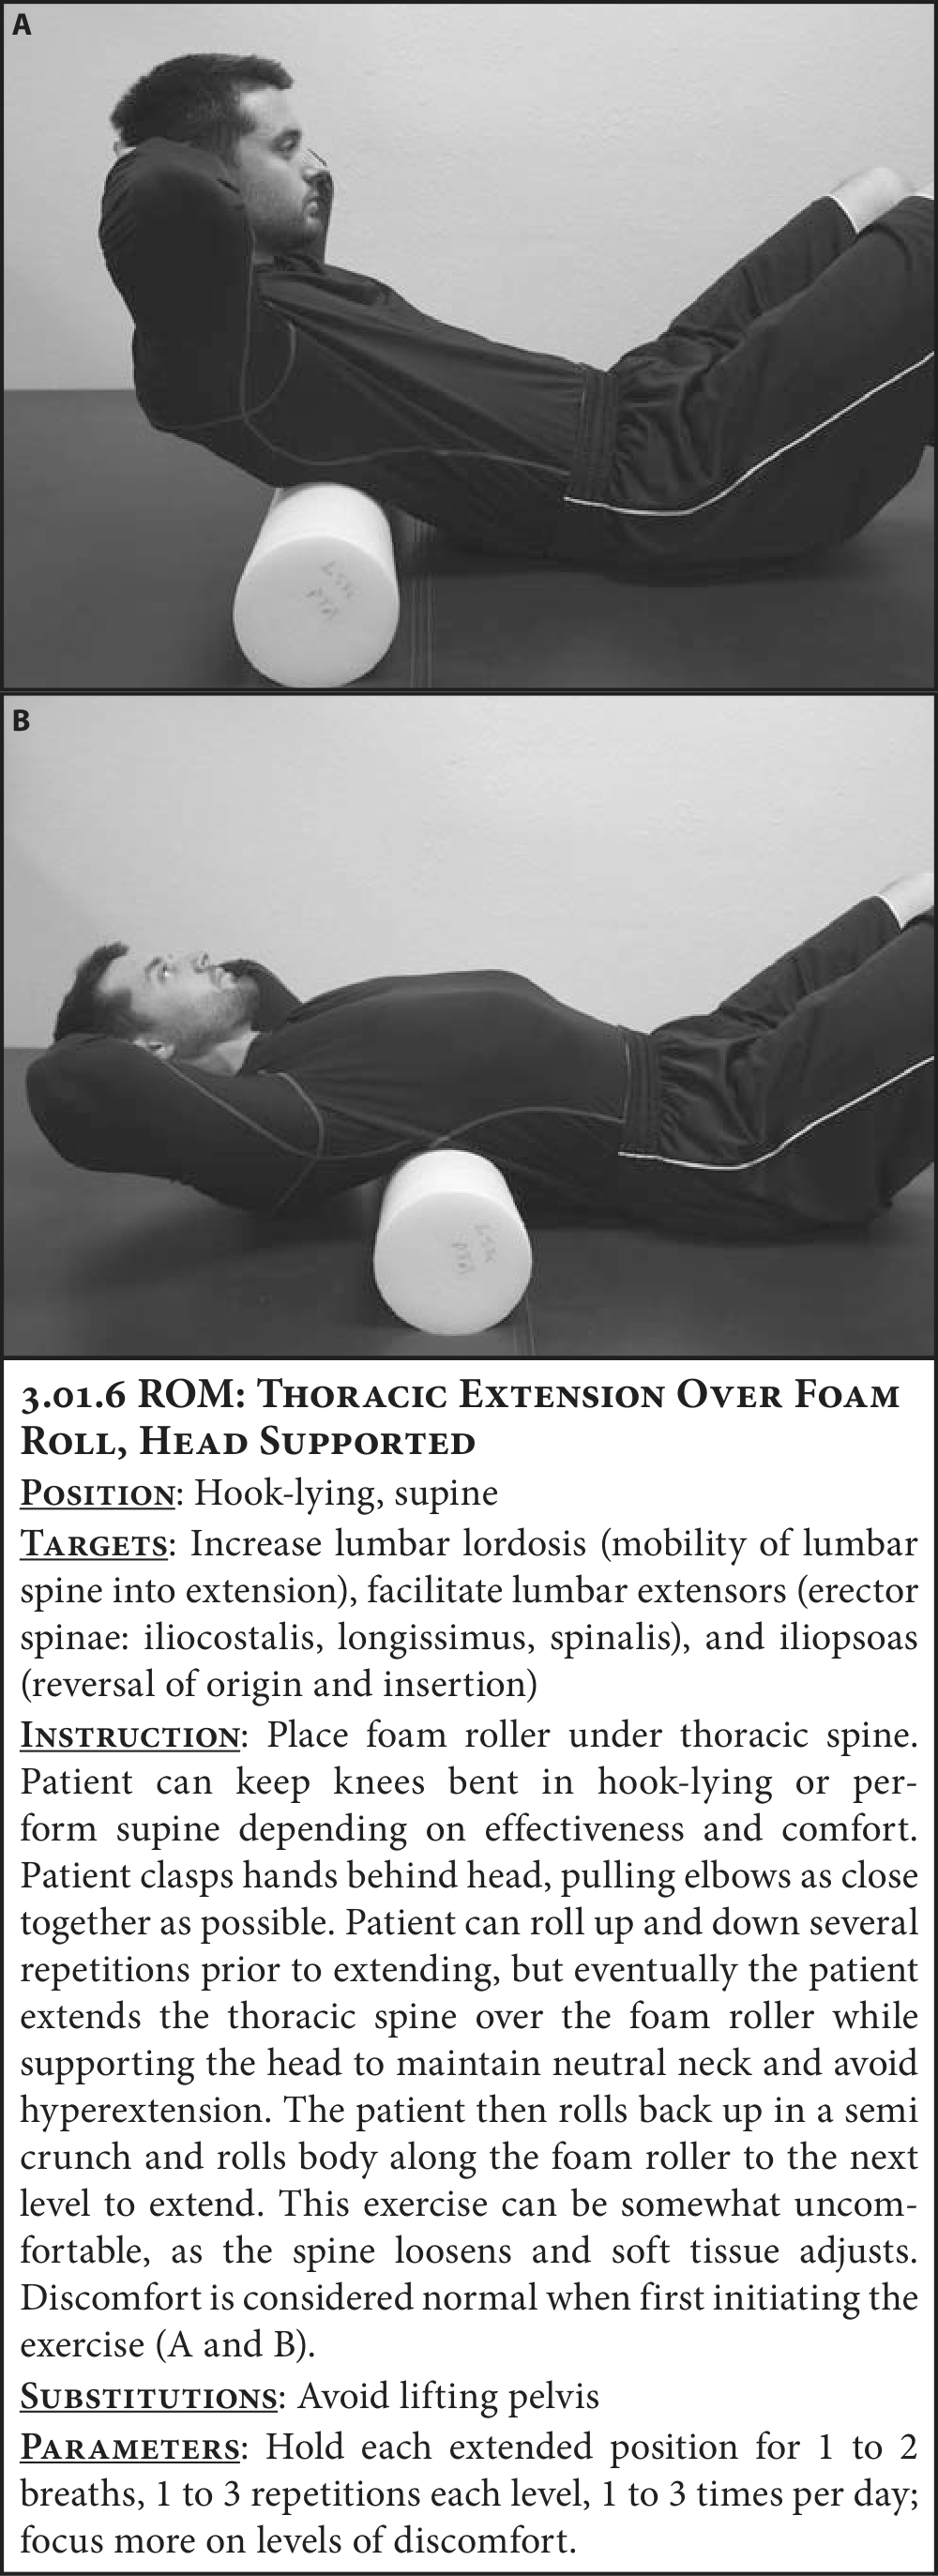 A
B
3.01.6 ROM: Thoracic Extension Over Foam
Roll, Head Supported
Position: Hook-lying, supine
Targets: Increase lumbar lordosis (mobility of lumbar
spine into extension), facilitate lumbar extensors (erector
spinae: iliocostalis, longissimus, spinalis), and iliopsoas
(reversal of origin and insertion)
Instruction: Place foam roller under thoracic spine.
Patient can keep knees bent in hook-lying or per-
form supine depending on effectiveness and comfort.
Patient clasps hands behind head, pulling elbows as close
together as possible. Patient can roll up and down several
repetitions prior to extending, but eventually the patient
extends the thoracic spine over the foam roller while
supporting the head to maintain neutral neck and avoid
hyperextension. The patient then rolls back up in a semi
crunch and rolls body along the foam roller to the next
level to extend. This exercise can be somewhat uncom-
fortable, as the spine loosens and soft tissue adjusts.
Discomfort is considered normal when first initiating the
exercise (A and B).
Substitutions: Avoid lifting pelvis
Parameters: Hold each extended position for 1 to 2
breaths, 1 to 3 repetitions each level, 1 to 3 times per day;
focus more on levels of discomfort.